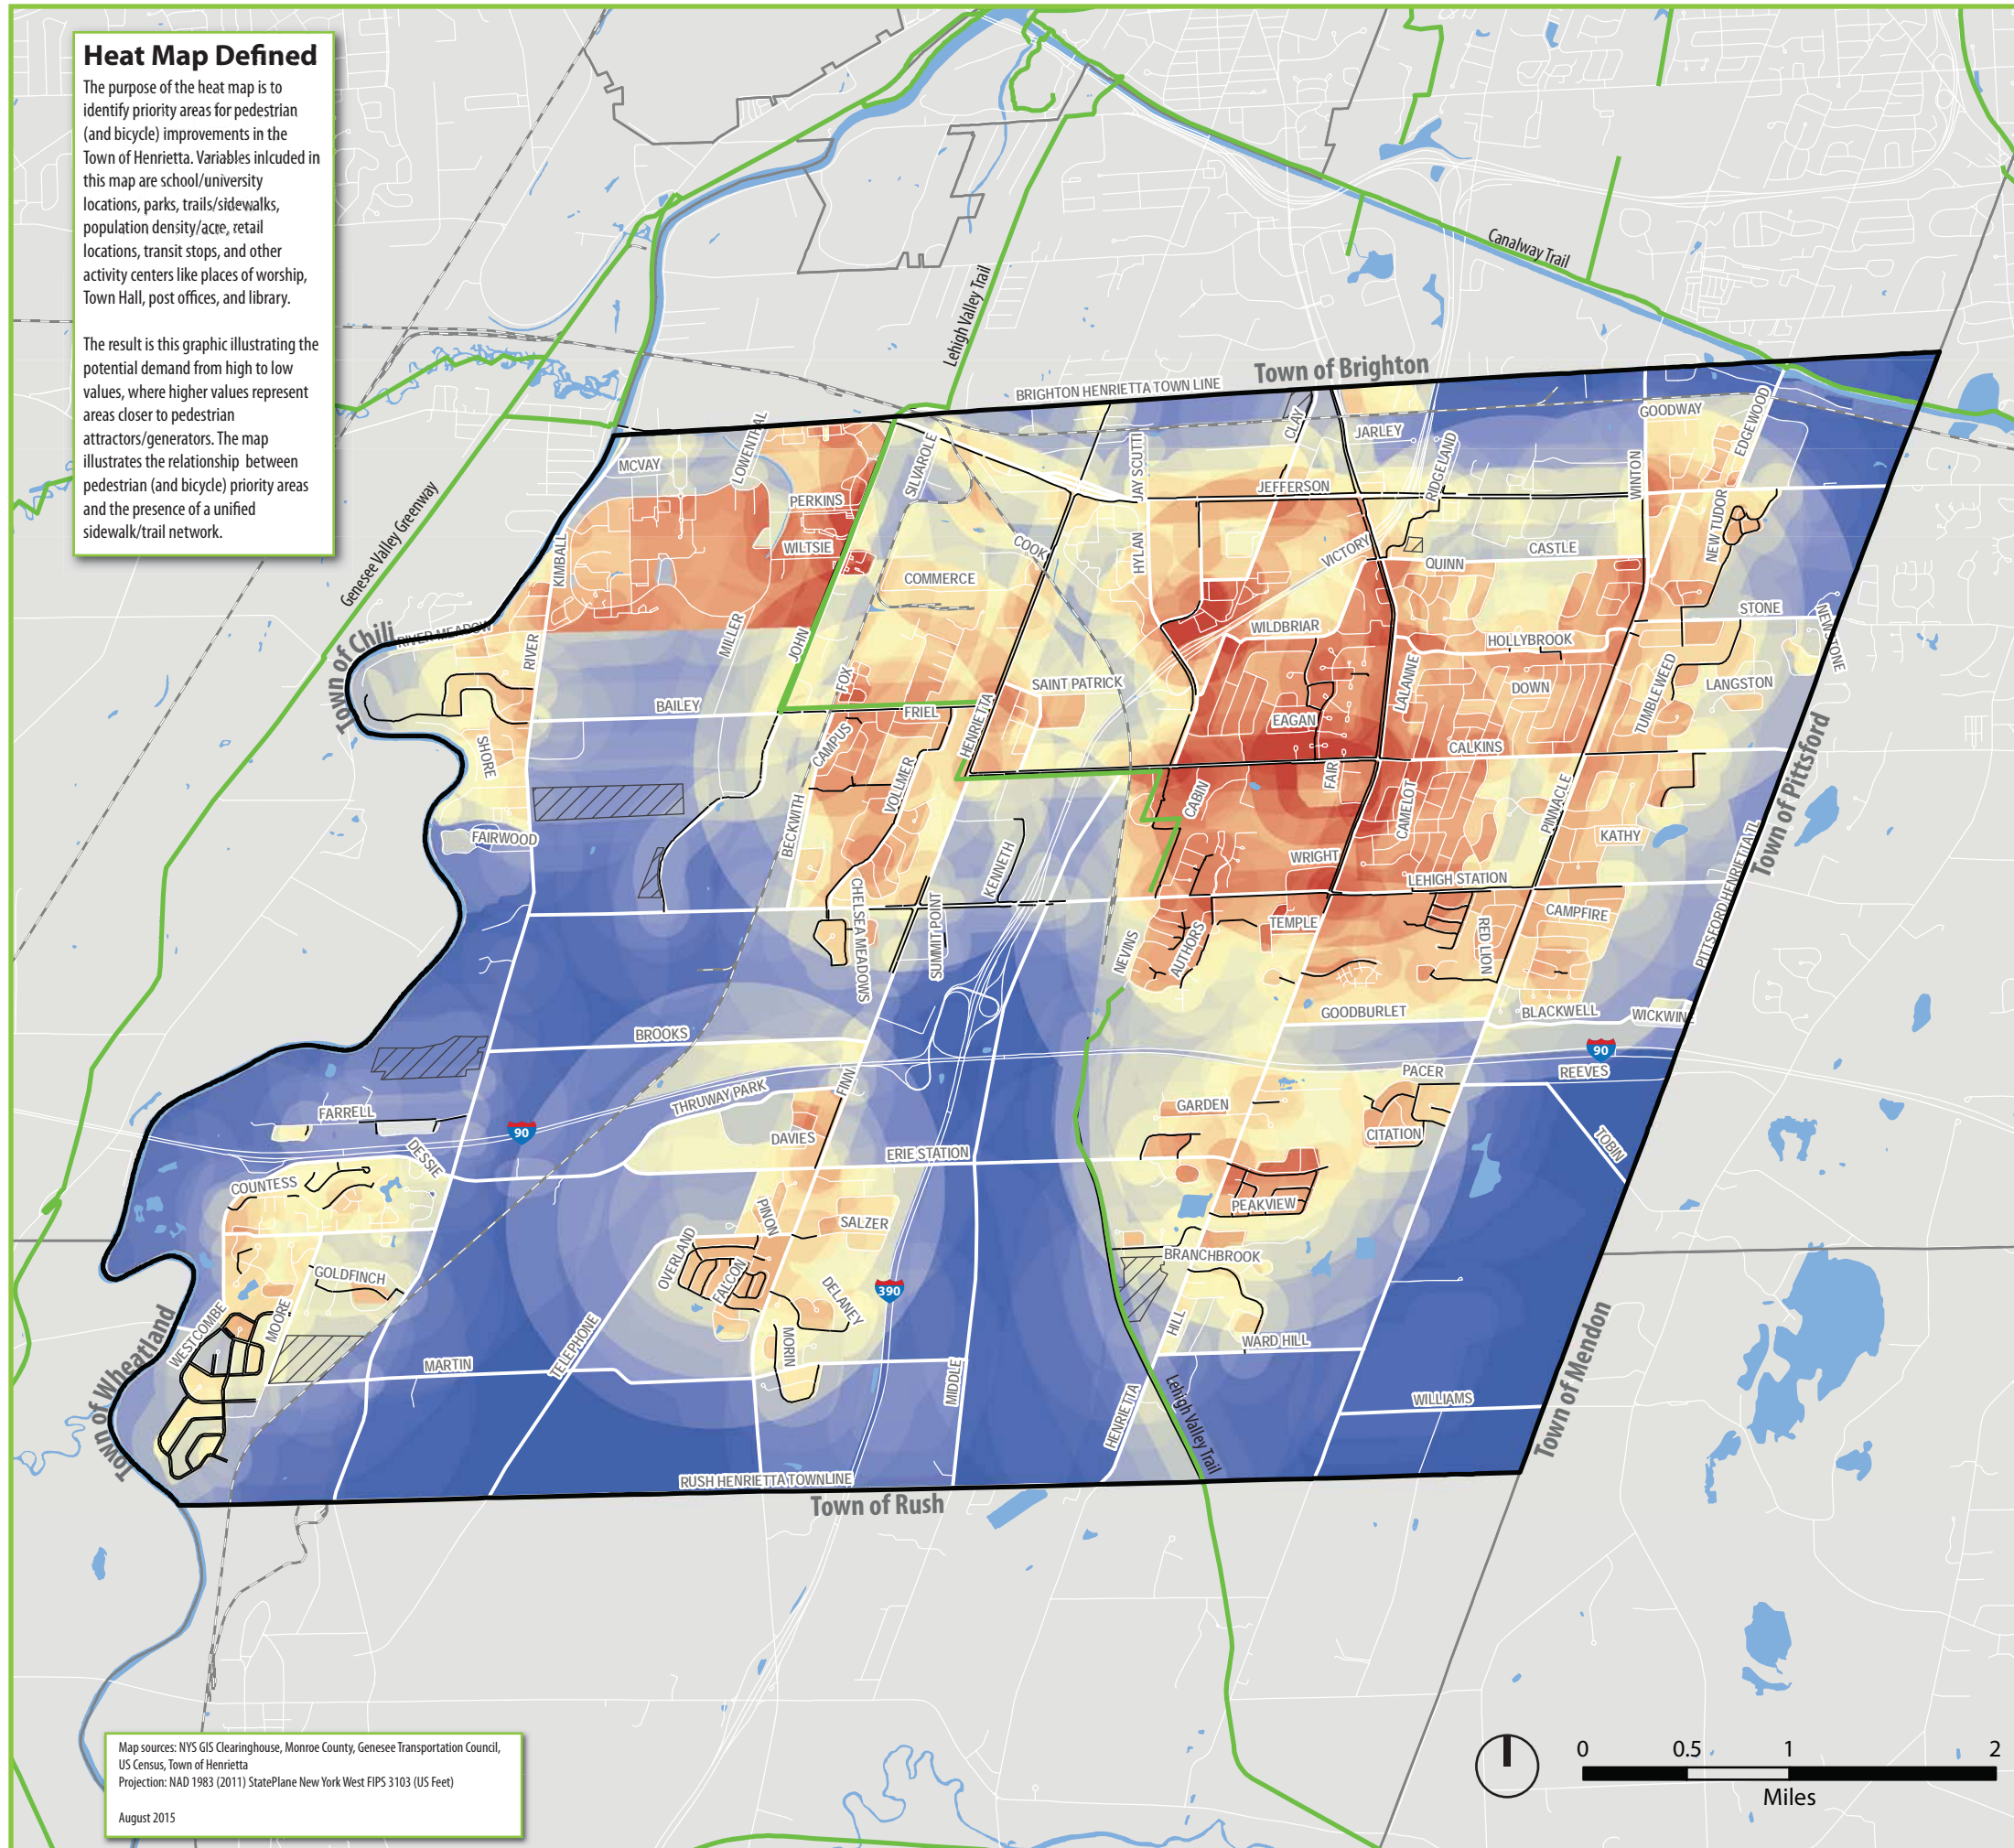 Heat Map Defined
The purpose of the heat map is to
identify priority areas for pedestrian
(and bicycle) improvements in the
Town of Henrietta. Variables inlcuded in
this map are school/university
locations, parks, trails/sidewalks,
population density/acre, retail
locations, transit stops, and other
activity centers like places of worship,
Town Hall, post offices, and library.
The result is this graphic illustrating the
potential demand from high to low
values, where higher values represent
areas closer to pedestrian
attractors/generators. The map
illustrates the relationship between
pedestrian (and bicycle) priority areas
and the presence of a unified
sidewalk/trail network.
Canalway Trail
Lehigh Valley Trail
Genesee Valley Greenway
Town of Brighton
BRIGHTON HENRIETTA TOWN LINE
Town of Chili
Town of Pittsford
Town of Wheatland
Town of Mendon
Town of Rush
MCVAY
LOWENTHAL
SILVAROLE
JAY SCUTTI
CLAY
JARLEY
RIDGELAND
GOODWAY
EDGEWOOD
WINTON
JEFFERSON
PERKINS
WILTSIE
KIMBALL
COOK
COMMERCE
HYLAN
VICTORY
QUINN
CASTLE
NEW TUDOR
STONE
NEWSTONE
RIVER MEADOW
RIVER
MILLER
JOHN
WILDBRIAR
HOLLYBROOK
FOX
SAINT PATRICK
LALANNE
DOWN
TUMBLEWEED
LANGSTON
BAILEY
FRIEL
HENRIETTA
EAGAN
CAMPUS
CALKINS
SHORE
VOLLMER
CABIN
FAIR
CAMELOT
PINNACLE
KATHY
BECKWITH
FAIRWOOD
KENNETH
WRIGHT
PITTSFORD HENRIETTA TL
LEHIGH STATION
CHELSEA MEADOWS
SUMMIT POINT
TEMPLE
CAMPFIRE
RED LION
NEVINS
AUTHORS
GOODBURLET
BLACKWELL
WICKWIN
BROOKS
90
REEVES
PACER
THRUWAY PARK
FINN
FARRELL
90
DESSIE
DAVIES
GARDEN
CITATION
TOBIN
ERIE STATION
COUNTESS
PEAKVIEW
PINON
SALZER
OVERLAND
FALCON
DELANEY
390
BRANCHBROOK
GOLDFINCH
MOORE
WESTCOMBE
HILL
WARD HILL
MORIN
TELEPHONE
MARTIN
MIDDLE
HENRIETTA
Lehigh Valley Trail
WILLIAMS
RUSH HENRIETTA TOWNLINE
Map sources: NYS GIS Clearinghouse, Monroe County, Genesee Transportation Council,
US Census, Town of Henrietta
Projection: NAD 1983 (2011) StatePlane New York West FIPS 3103 (US Feet)
August 2015
0 0.5 1 2
Miles